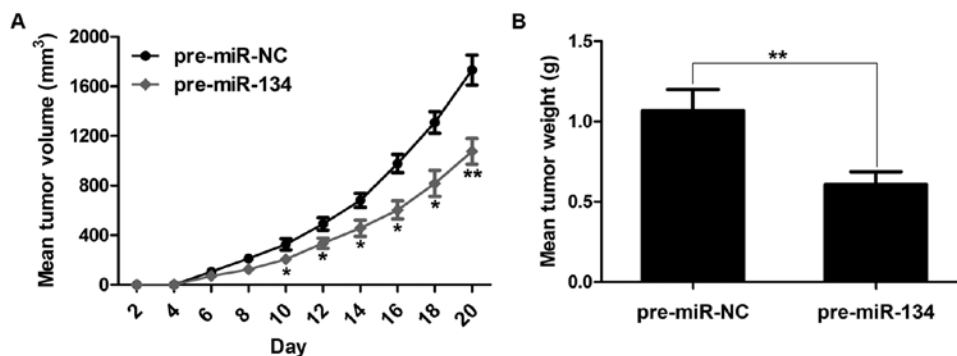 A
Mean tumor volume (mm³)
2000
1600
1200
800
400
0
pre-miR-NC
pre-miR-134
*
*
*
*
*
**
2 4 6 8 10 12 14 16 18 20
Day
B
Mean tumor weight (g)
1.5
1.0
0.5
0.0
**
pre-miR-NC pre-miR-134